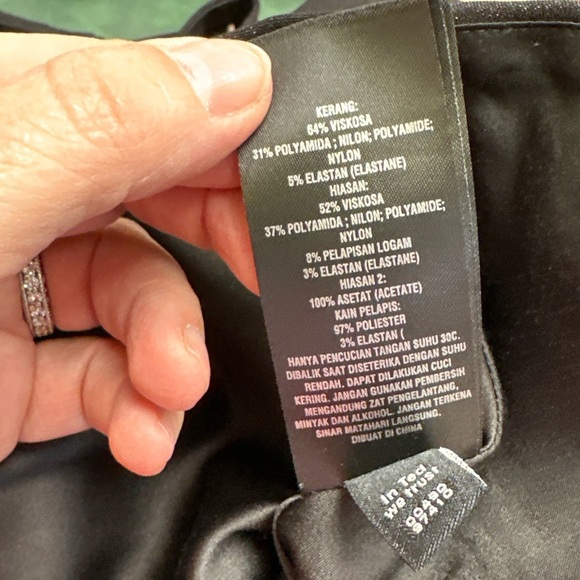 KERANG:
64% VISKOSA
31% POLYAMIDA ; NILON; POLYAMIDE;
NYLON
5% ELASTAN (ELASTANE)
HIASAN:
52% VISKOSA
37% POLYAMIDA ; NILON; POLYAMIDE;
NYLON
8% PELAPISAN LOGAM
3% ELASTAN (ELASTANE)
HIASAN 2:
100% ASETAT (ACETATE)
KAIN PELAPIS:
97% POLIESTER
3% ELASTAN (
HANYA PENCUCIAN TANGAN SUHU 30C.
DIBALIK SAAT DISETERIKA DENGAN SUHU
RENDAH. DAPAT DILAKUKAN CUCI
KERING. JANGAN GUNAKAN PEMBERSIH
MENGANDUNG ZAT PENGELANTANG,
MINYAK DAN ALKOHOL. JANGAN TERKENA
SINAR MATAHARI LANGSUNG.
DIBUAT DI CHINA
In Ted
we trust